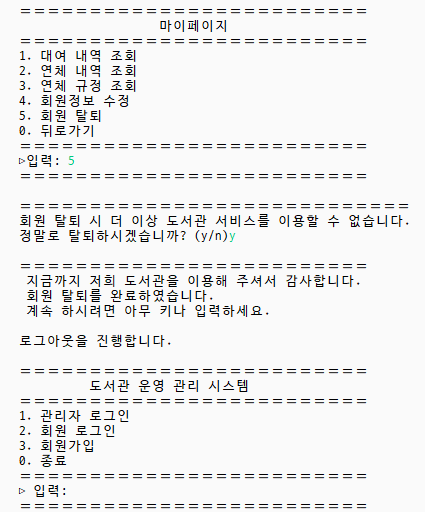 =========================
마이페이지
=========================
1. 대여 내역 조회
2. 연체 내역 조회
3. 연체 규정 조회
4. 회원정보 수정
5. 회원 탈퇴
0. 뒤로가기
=========================
▷입력: 5
=========================
============================
회원 탈퇴 시 더 이상 도서관 서비스를 이용할 수 없습니다.
정말로 탈퇴하시겠습니까? (y/n)y
=========================
지금까지 저희 도서관을 이용해 주셔서 감사합니다.
회원 탈퇴를 완료하였습니다.
계속 하시려면 아무 키나 입력하세요.
로그아웃을 진행합니다.
=========================
도서관 운영 관리 시스템
=========================
1. 관리자 로그인
2. 회원 로그인
3. 회원가입
0. 종료
=========================
▷ 입력:
=========================